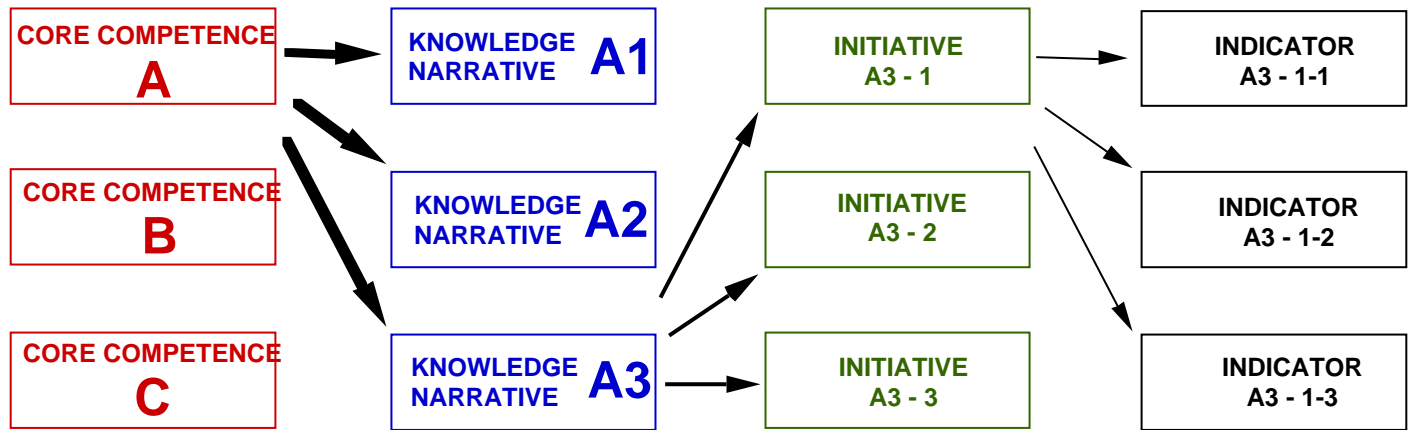 CORE COMPETENCE
A
KNOWLEDGE
NARRATIVE A1
INITIATIVE
A3 - 1
INDICATOR
A3 - 1-1
CORE COMPETENCE
B
KNOWLEDGE
NARRATIVE A2
INITIATIVE
A3 - 2
INDICATOR
A3 - 1-2
CORE COMPETENCE
C
KNOWLEDGE
NARRATIVE A3
INITIATIVE
A3 - 3
INDICATOR
A3 - 1-3